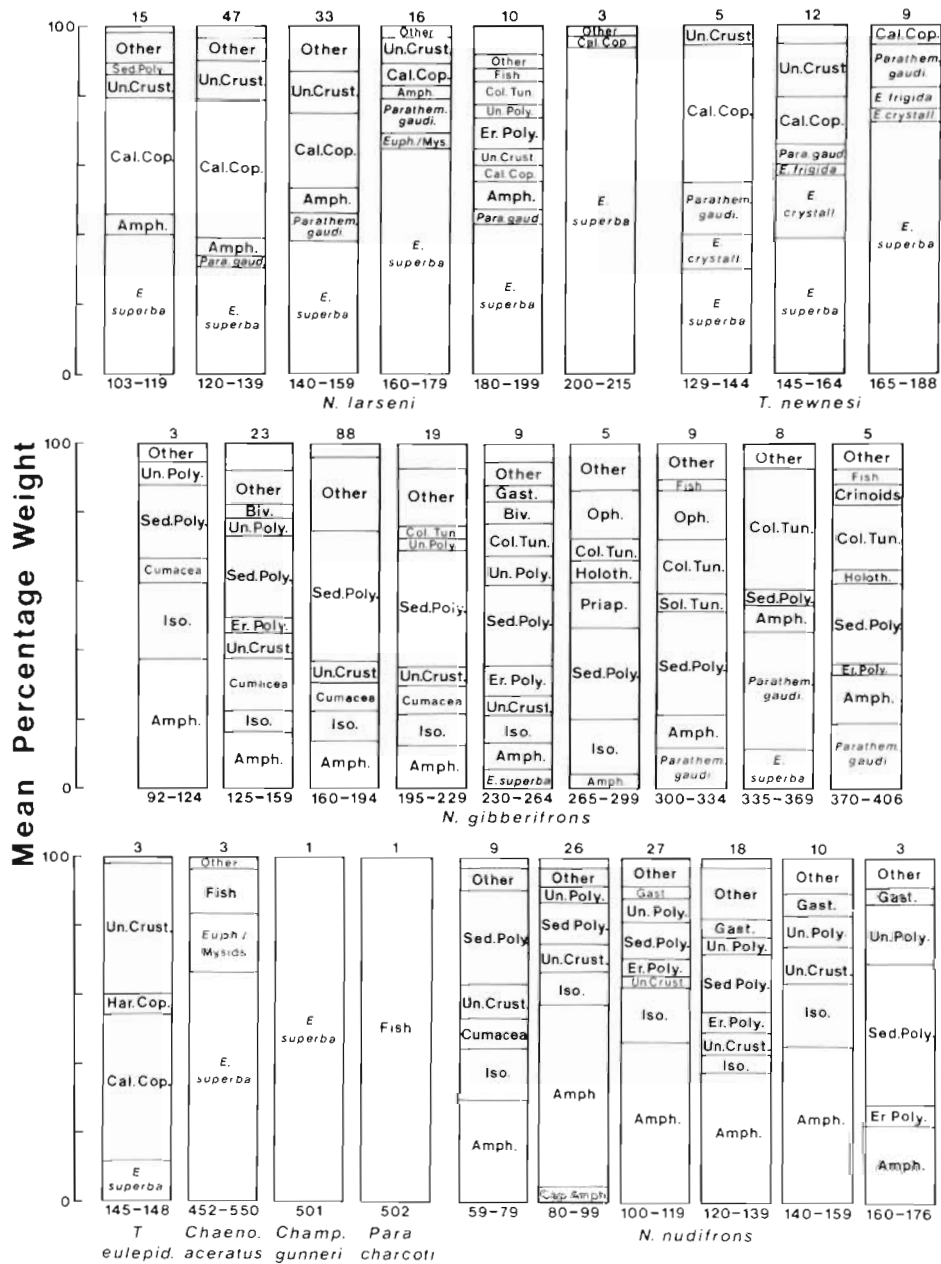 Mean Percentage Weight
15 47 33 16 10 3 5 12 9
100
0
Other
Sed.Poly
Un.Crust.
Cal.Cop.
Amph.
E.
superba
103-119
Other
Un.Crust.
Cal.Cop.
Amph.
Para.gaud.
E.
superba
120-139
Other
Un.Crust.
Cal.Cop.
Amph.
Parathem.
gaudi.
E.
superba
140-159
Other
Un.Crust.
Cal.Cop.
Amph.
Parathem.
gaudi.
Euph./Mys.
E.
superba
160-179
Other
Fish
Col.Tun.
Un.Poly.
Er.Poly.
Un.Crust
Cal.Cop.
Amph.
Para.gaud
E.
superba
180-199
Other
Cal.Cop
E.
superba
200-215
N. larseni
Un.Crust
Cal.Cop.
Parathem.
gaudi.
E.
crystall.
E.
superba
129-144
Un.Crust
Cal.Cop.
Para.gaud.
E.frigida
E.
crystall.
E.
superba
145-164
Cal.Cop.
Parathem.
gaudi.
E frigida
E.crystall.
E.
superba
165-188
T. newnesi
3 23 88 19 9 5 9 8 5
100
0
Other
Un.Poly.
Sed.Poly.
Cumacea
Iso.
Amph.
92-124
Other
Biv.
Un.Poly.
Sed.Poly.
Er.Poly.
Un.Crust.
Cumacea
Iso.
Amph.
125-159
Other
Sed.Poly.
Un.Crust
Cumacea
Iso.
Amph.
160-194
Other
Col.Tun
Un.Poly
Sed.Poly.
Un.Crust.
Cumacea
Iso.
Amph.
195-229
Other
Gast.
Biv.
Col.Tun.
Un.Poly.
Sed.Poly.
Er.Poly.
Un.Crust.
Iso.
Amph.
E.superba
230-264
Other
Oph.
Col.Tun.
Holoth.
Priap.
Sed.Poly.
Iso.
Amph.
265-299
Other
Fish
Oph.
Col.Tun.
Sol.Tun.
Sed.Poly.
Amph.
Parathem.
gaudi
300-334
Other
Col.Tun.
Sed.Poly.
Amph.
Parathem.
gaudi.
E.
superba
335-369
Other
Fish
Crinoids
Col.Tun.
Holoth.
Sed.Poly.
Er.Poly.
Amph.
Parathem.
gaudi
370-406
N. gibberifrons
3 3 1 1 9 26 27 18 10 3
100
0
Un.Crust.
Har.Cop.
Cal.Cop.
E
superba
145-148
T
eulepid.
Other
Fish
Euph./
Mysids
E.
superba
452-550
Chaeno.
aceratus
E
superba
501
Champ.
gunneri
Fish
502
Para
charcoti
Other
Sed.Poly
Un.Crust.
Cumacea
Iso.
Amph.
59-79
Other
Un.Poly.
Sed Poly.
Un.Crust.
Iso.
Amph
Cap Amph.
80-99
Other
Gast
Un.Poly.
Sed.Poly.
Er.Poly.
Un Crust
Iso.
Amph.
100-119
Other
Gast.
Un.Poly.
Sed Poly.
Er.Poly.
Un.Crust.
Iso.
Amph.
120-139
Other
Gast.
Un.Poly.
Un.Crust.
Iso.
Amph.
140-159
Other
Gast.
Un.Poly.
Sed.Poly.
Er Poly.
Amph.
160-176
N. nudifrons